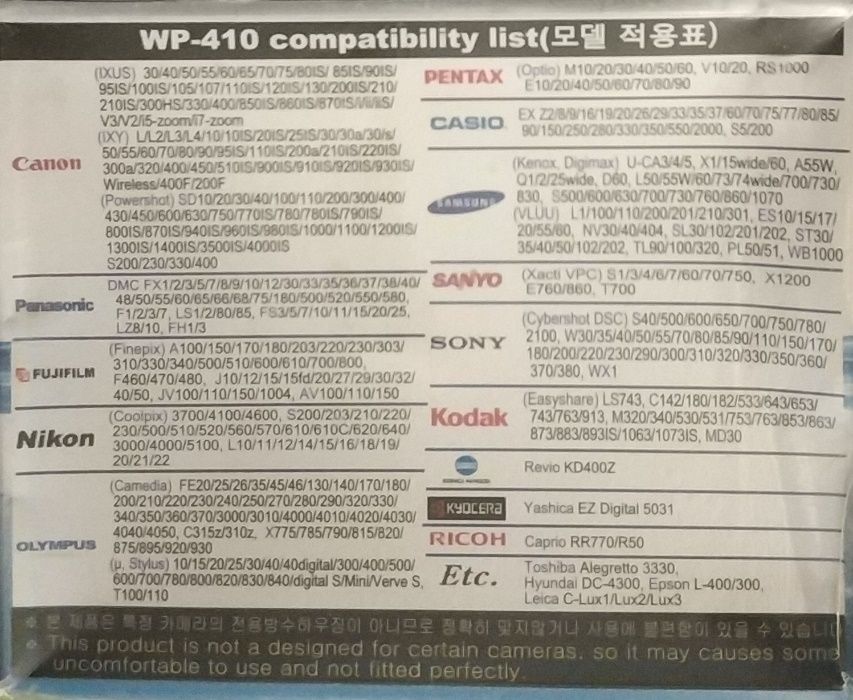 WP-410 compatibility list(모델 적용표)
Canon
(IXUS) 30/40/50/55/60/65/70/75/80IS/ 85IS/90IS/
95IS/100IS/105/107/110IS/120IS/130/200IS/210/
210IS/300HS/330/400/850IS/860IS/870IS/I/II/IIS/
V3/V2/I5-zoom/I7-zoom
(IXY) L/L2/L3/L4/10/10IS/20IS/25IS/30/30a/30/s/
50/55/60/70/80/90/95IS/110IS/200a/210IS/220IS/
300a/320/400/450/510IS/900IS/910IS/920IS/930IS/
Wireless/400F/200F
(Powershot) SD10/20/30/40/100/110/200/300/400/
430/450/600/630/750/770IS/780/780IS/790IS/
800IS/870IS/940IS/960IS/980IS/1000/1100/1200IS/
1300IS/1400IS/3500IS/4000IS
S200/230/330/400
Panasonic
DMC FX1/2/3/5/7/8/9/10/12/30/33/35/36/37/38/40/
48/50/55/60/65/66/68/75/180/500/520/550/580,
F1/2/3/7, LS1/2/80/85, FS3/5/7/10/11/15/20/25,
LZ8/10, FH1/3
FUJIFILM
(Finepix) A100/150/170/180/203/220/230/303/
310/330/340/500/510/600/610/700/800,
F460/470/480, J10/12/15/15fd/20/27/29/30/32/
40/50, JV100/110/150/1004, AV100/110/150
Nikon
(Coolpix) 3700/4100/4600, S200/203/210/220/
230/500/510/520/560/570/610/610C/620/640/
3000/4000/5100, L10/11/12/14/15/16/18/19/
20/21/22
OLYMPUS
(Camedia) FE20/25/26/35/45/46/130/140/170/180/
200/210/220/230/240/250/270/280/290/320/330/
340/350/360/370/3000/3010/4000/4010/4020/4030/
4040/4050, C315z/310z, X775/785/790/815/820/
875/895/920/930
(μ, Stylus) 10/15/20/25/30/40/40digital/300/400/500/
600/700/780/800/820/830/840/digital S/Mini/Verve S,
T100/110
PENTAX
(Optio) M10/20/30/40/50/60, V10/20, RS1000
E10/20/40/50/60/70/80/90
CASIO
EX Z2/8/9/16/19/20/26/29/33/35/37/60/70/75/77/80/85/
90/150/250/280/330/350/550/2000, S5/200
SAMSUNG
(Kenox, Digimax) U-CA3/4/5, X1/15wide/60, A55W,
Q1/2/25wide, D60, L50/55W/60/73/74wide/700/730/
830, S500/600/630/700/730/760/860/1070
(VLUU) L1/100/110/200/201/210/301, ES10/15/17/
20/55/60, NV30/40/404, SL30/102/201/202, ST30/
35/40/50/102/202, TL90/100/320, PL50/51, WB1000
SANYO
(Xacti VPC) S1/3/4/6/7/60/70/750, X1200
E760/860, T700
SONY
(Cybershot DSC) S40/500/600/650/700/750/780/
2100, W30/35/40/50/55/70/80/85/90/110/150/170/
180/200/220/230/290/300/310/320/330/350/360/
370/380, WX1
Kodak
(Easyshare) LS743, C142/180/182/533/643/653/
743/763/913, M320/340/530/531/753/763/853/863/
873/883/893IS/1063/1073IS, MD30
Revio KD400Z
KYOCERA
Yashica EZ Digital 5031
RICOH
Caprio RR770/R50
Etc.
Toshiba Alegretto 3330,
Hyundai DC-4300, Epson L-400/300,
Leica C-Lux1/Lux2/Lux3
※ 본 제품은 특정 카메라의 전용방수하우징이 아니므로 정확히 맞지않거나 사용에 불편함이 있을 수 있습니다
※ This product is not a designed for certain cameras. so it may causes some
uncomfortable to use and not fitted perfectly.